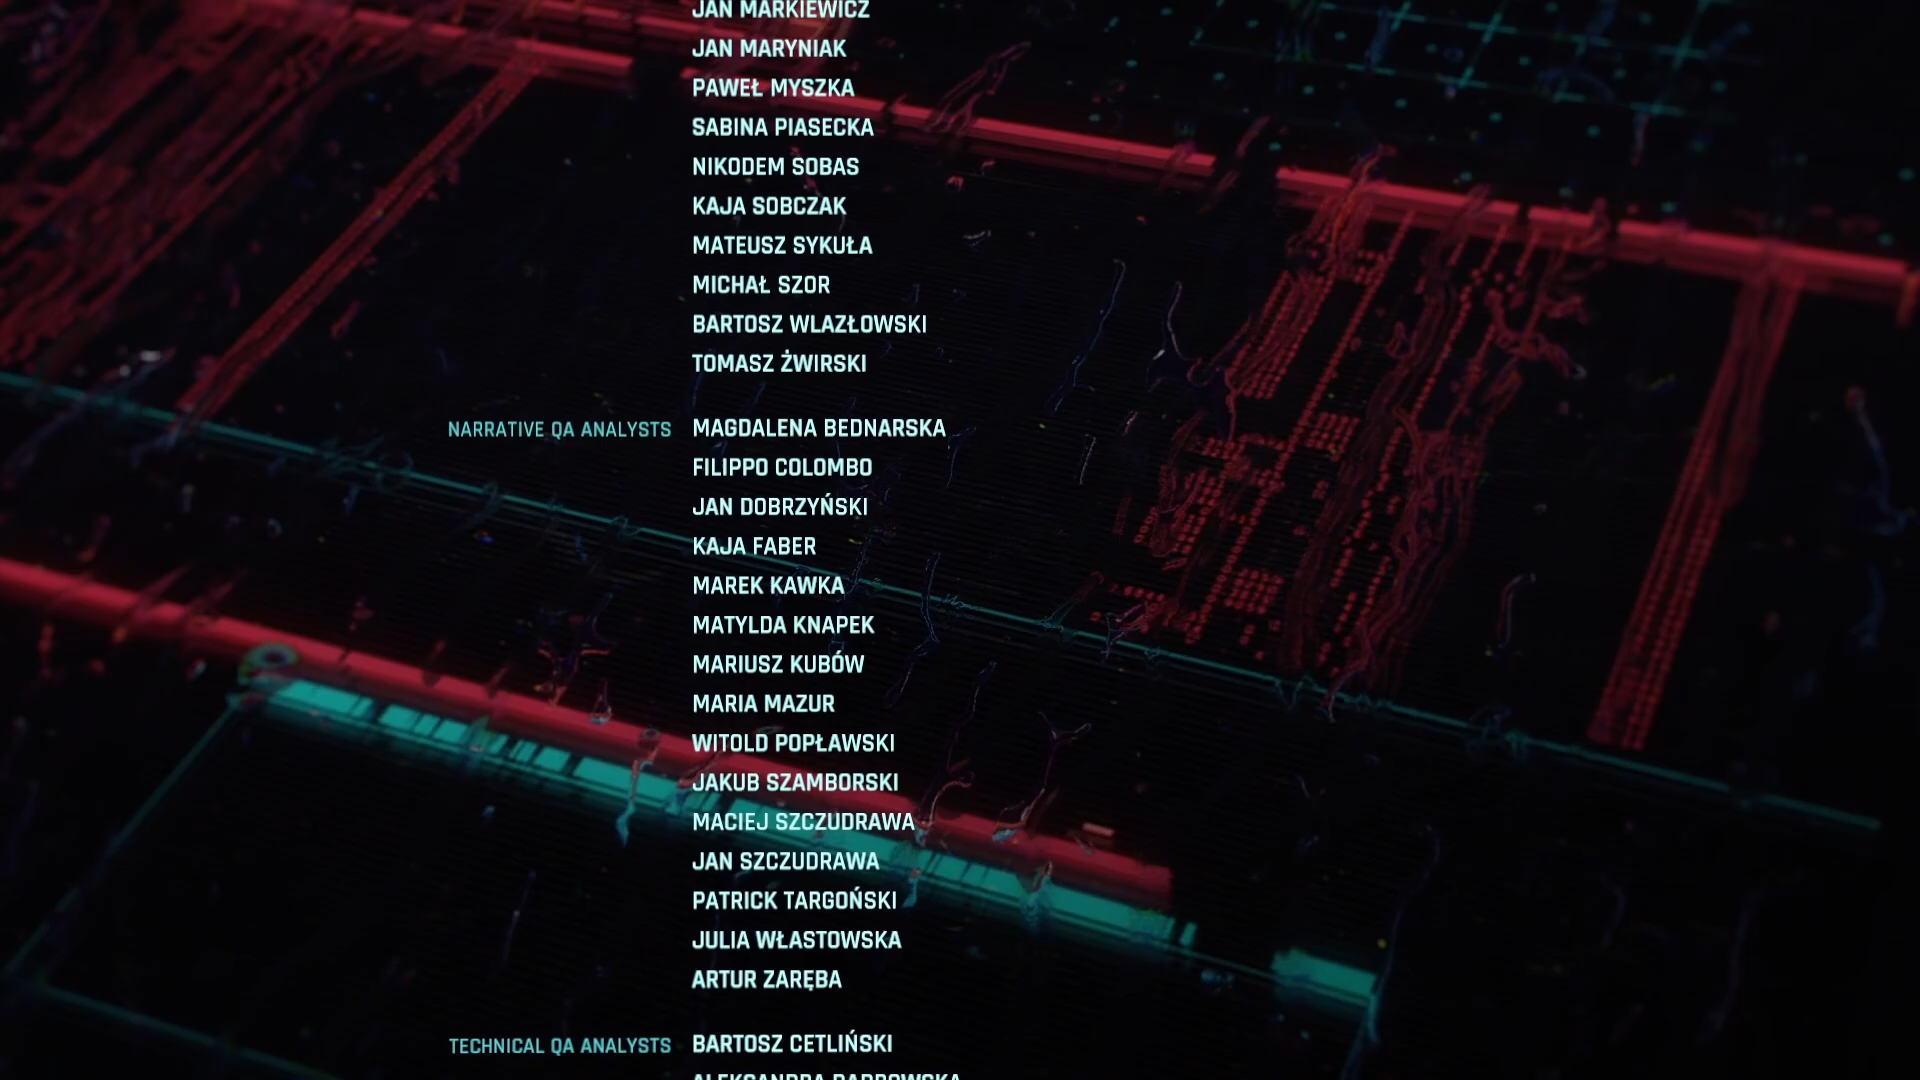 JAN MARKIEWICZ
JAN MARYNIAK
PAWEŁ MYSZKA
SABINA PIASECKA
NIKODEM SOBAS
KAJA SOBCZAK
MATEUSZ SYKUŁA
MICHAŁ SZOR
BARTOSZ WLAZŁOWSKI
TOMASZ ŻWIRSKI
NARRATIVE QA ANALYSTS MAGDALENA BEDNARSKA
FILIPPO COLOMBO
JAN DOBRZYŃSKI
KAJA FABER
MAREK KAWKA
MATYLDA KNAPEK
MARIUSZ KUBÓW
MARIA MAZUR
WITOLD POPŁAWSKI
JAKUB SZAMBORSKI
MACIEJ SZCZUDRAWA
JAN SZCZUDRAWA
PATRICK TARGOŃSKI
JULIA WŁASTOWSKA
ARTUR ZARĘBA
TECHNICAL QA ANALYSTS BARTOSZ CETLIŃSKI
ALEKSANDRA